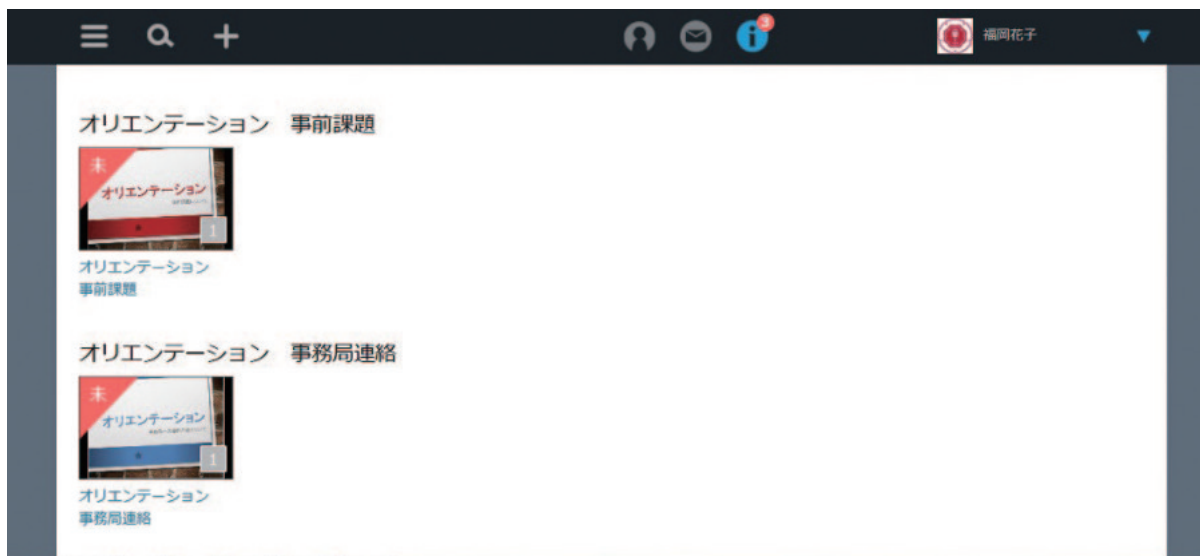 3
福岡花子
オリエンテーション　事前課題
未
オリエンテーション
1
オリエンテーション
事前課題
オリエンテーション　事務局連絡
未
オリエンテーション
1
オリエンテーション
事務局連絡